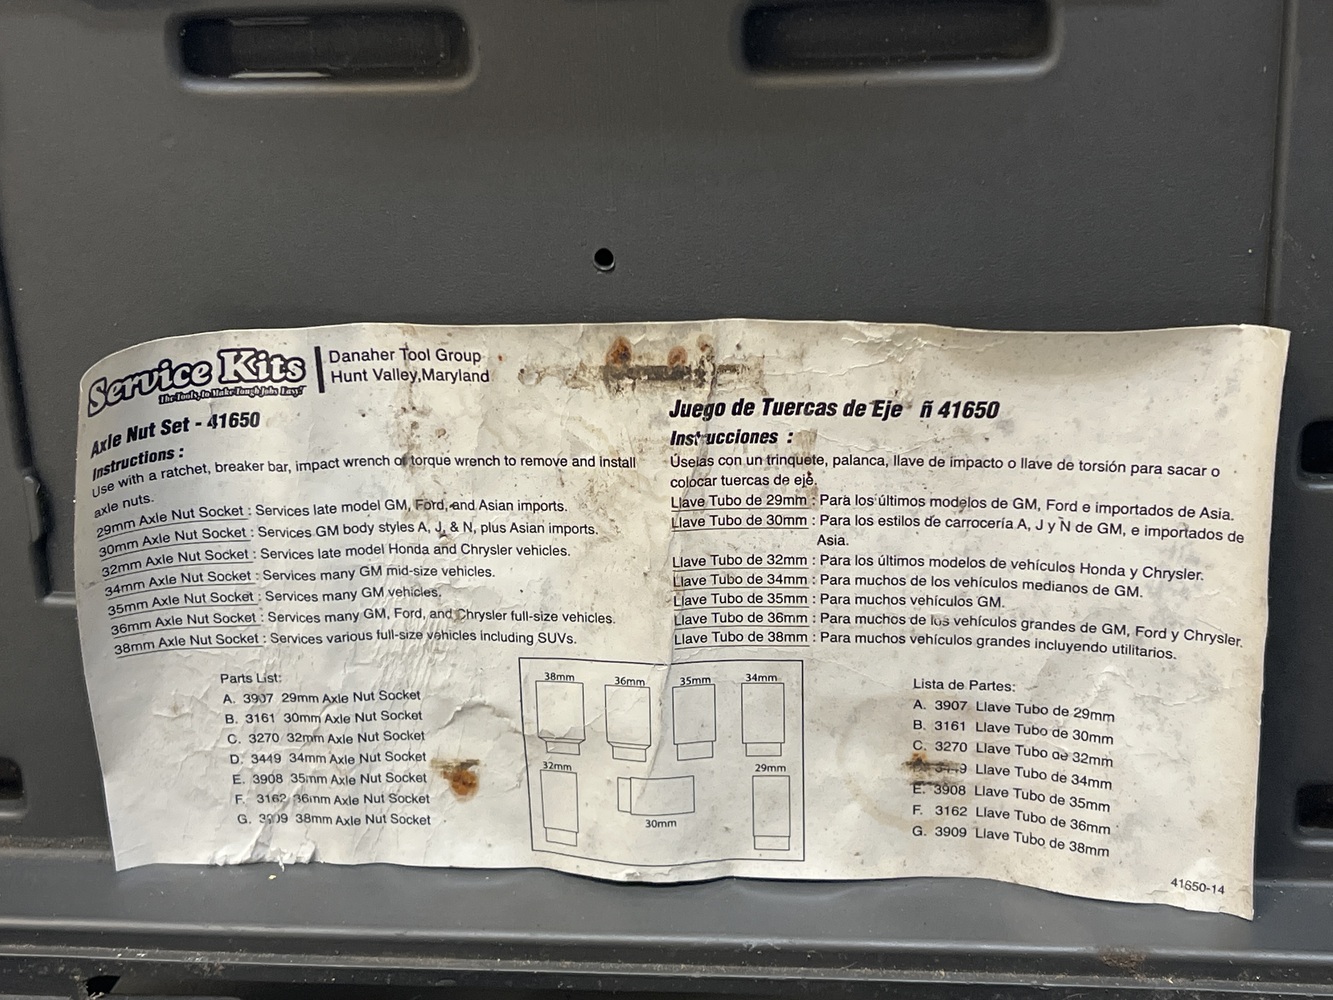 Service Kits
The Tools to Make Tough Jobs Easy!
Danaher Tool Group
Hunt Valley,Maryland
Axle Nut Set - 41650
Instructions :
Use with a ratchet, breaker bar, impact wrench or torque wrench to remove and install
axle nuts.
29mm Axle Nut Socket : Services late model GM, Ford, and Asian imports.
30mm Axle Nut Socket : Services GM body styles A, J, & N, plus Asian imports.
32mm Axle Nut Socket : Services late model Honda and Chrysler vehicles.
34mm Axle Nut Socket : Services many GM mid-size vehicles.
35mm Axle Nut Socket : Services many GM vehicles.
36mm Axle Nut Socket : Services many GM, Ford, and Chrysler full-size vehicles.
38mm Axle Nut Socket : Services various full-size vehicles including SUVs.
Parts List:
A. 3907 29mm Axle Nut Socket
B. 3161 30mm Axle Nut Socket
C. 3270 32mm Axle Nut Socket
D. 3449 34mm Axle Nut Socket
E. 3908 35mm Axle Nut Socket
F. 3162 36mm Axle Nut Socket
G. 3909 38mm Axle Nut Socket
38mm
36mm
35mm
34mm
32mm
30mm
29mm
Juego de Tuercas de Eje ñ 41650
Instrucciones :
Úselas con un trinquete, palanca, llave de impacto o llave de torsión para sacar o
colocar tuercas de eje.
Llave Tubo de 29mm : Para los últimos modelos de GM, Ford e importados de Asia.
Llave Tubo de 30mm : Para los estilos de carrocería A, J y N de GM, e importados de
Asia.
Llave Tubo de 32mm : Para los últimos modelos de vehículos Honda y Chrysler.
Llave Tubo de 34mm : Para muchos de los vehículos medianos de GM.
Llave Tubo de 35mm : Para muchos vehículos GM.
Llave Tubo de 36mm : Para muchos de los vehículos grandes de GM, Ford y Chrysler.
Llave Tubo de 38mm : Para muchos vehículos grandes incluyendo utilitarios.
Lista de Partes:
A. 3907 Llave Tubo de 29mm
B. 3161 Llave Tubo de 30mm
C. 3270 Llave Tubo de 32mm
3449 Llave Tubo de 34mm
E. 3908 Llave Tubo de 35mm
F. 3162 Llave Tubo de 36mm
G. 3909 Llave Tubo de 38mm
41650-14